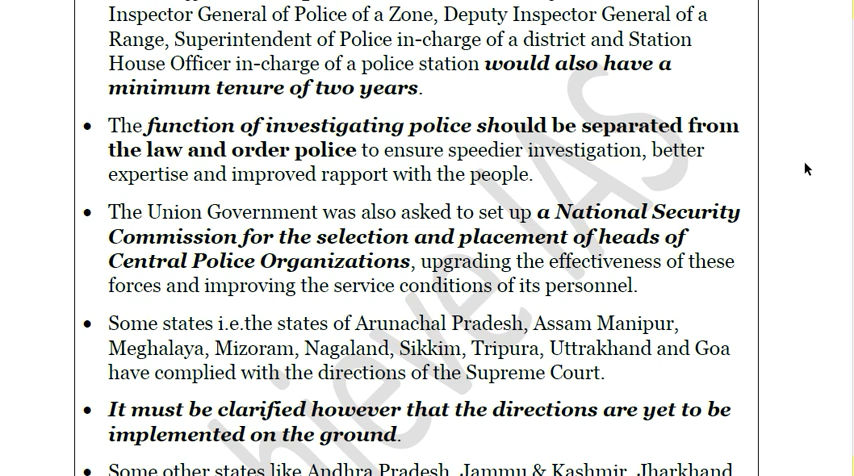 Inspector General of Police of a Zone, Deputy Inspector General of a
Range, Superintendent of Police in-charge of a district and Station
House Officer in-charge of a police station would also have a
minimum tenure of two years.
• The function of investigating police should be separated from
the law and order police to ensure speedier investigation, better
expertise and improved rapport with the people.
• The Union Government was also asked to set up a National Security
Commission for the selection and placement of heads of
Central Police Organizations, upgrading the effectiveness of these
forces and improving the service conditions of its personnel.
• Some states i.e.the states of Arunachal Pradesh, Assam Manipur,
Meghalaya, Mizoram, Nagaland, Sikkim, Tripura, Uttrakhand and Goa
have complied with the directions of the Supreme Court.
• It must be clarified however that the directions are yet to be
implemented on the ground.
• Some other states like Andhra Pradesh, Jammu & Kashmir, Jharkhand,
hieve IAS